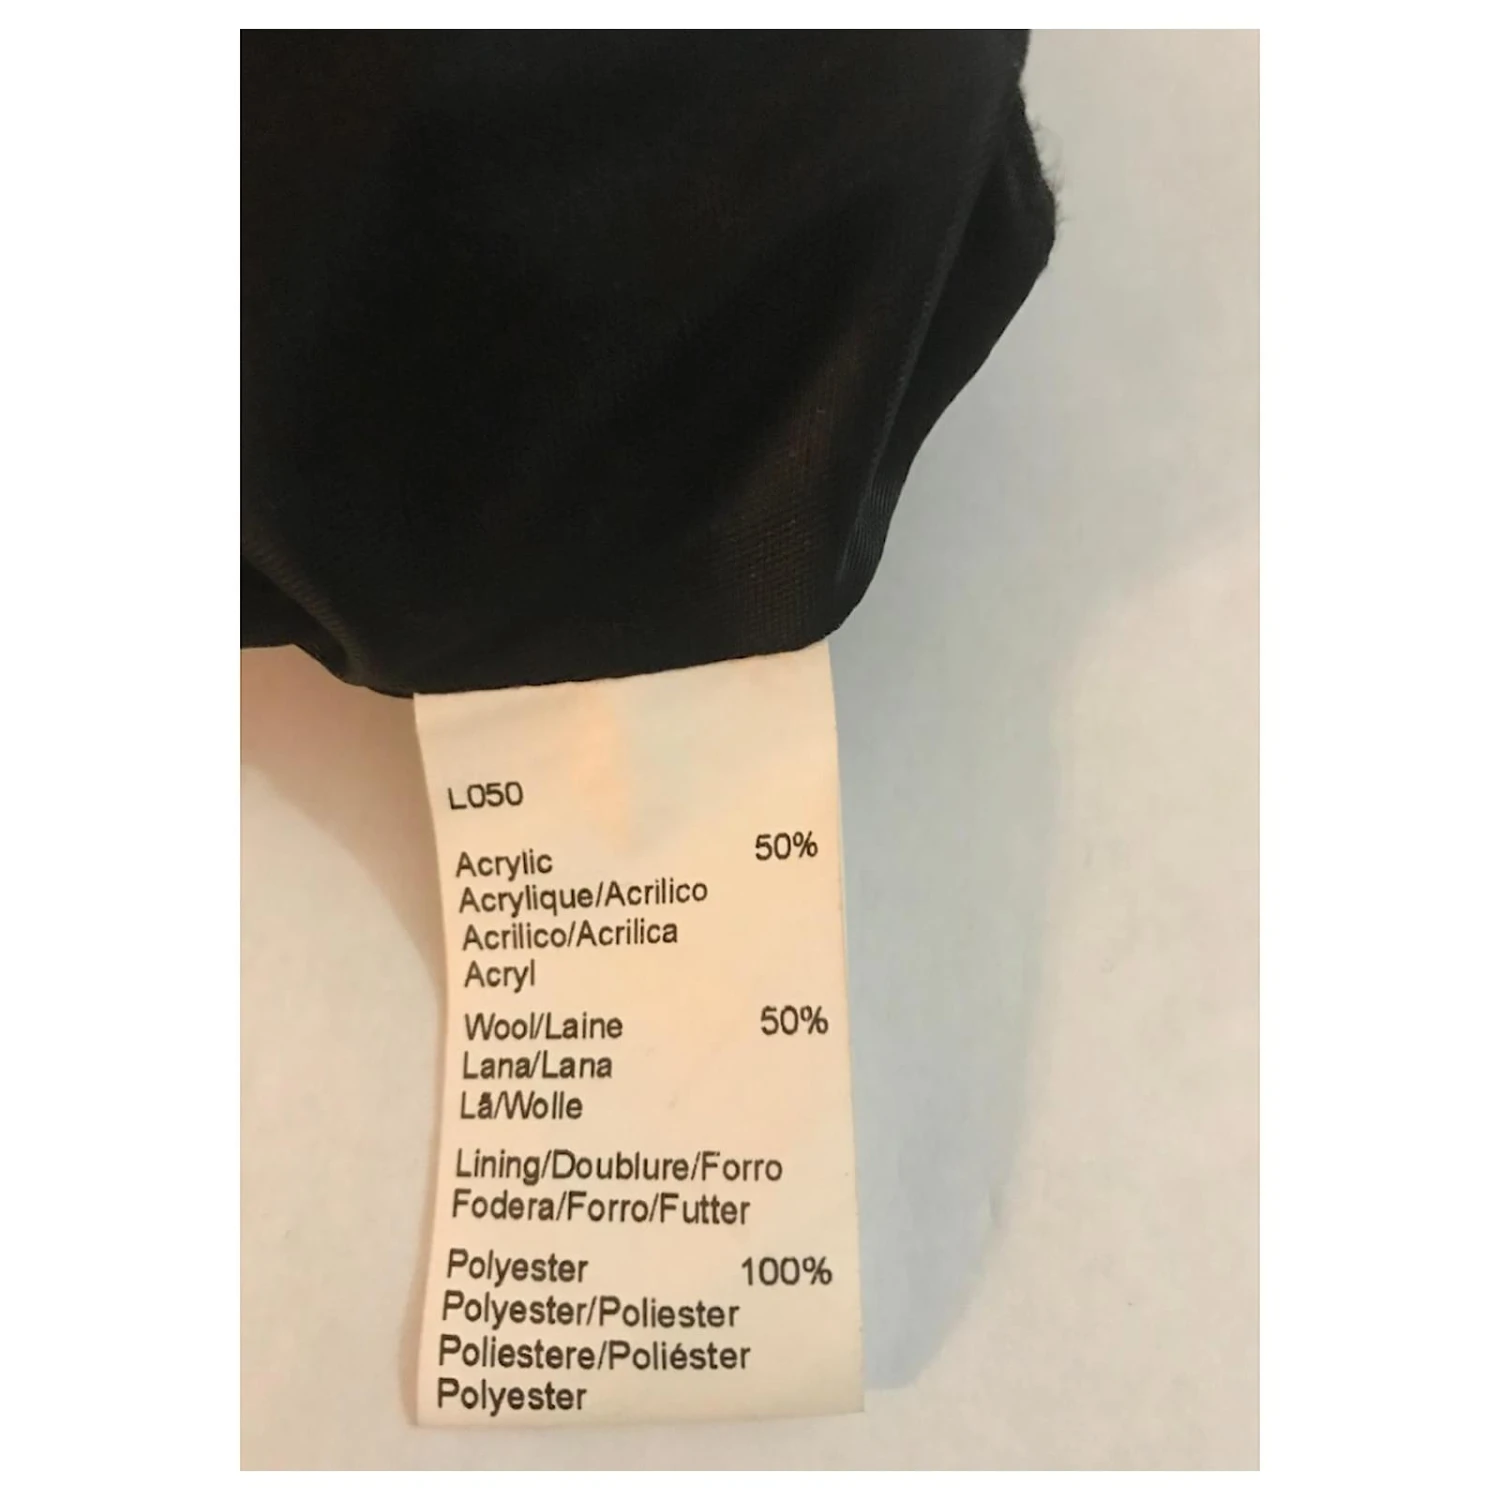 L050
Acrylic 50%
Acrylique/Acrilico
Acrilico/Acrilica
Acryl
Wool/Laine 50%
Lana/Lana
Lã/Wolle
Lining/Doublure/Forro
Fodera/Forro/Futter
Polyester 100%
Polyester/Poliester
Poliestere/Poliéster
Polyester